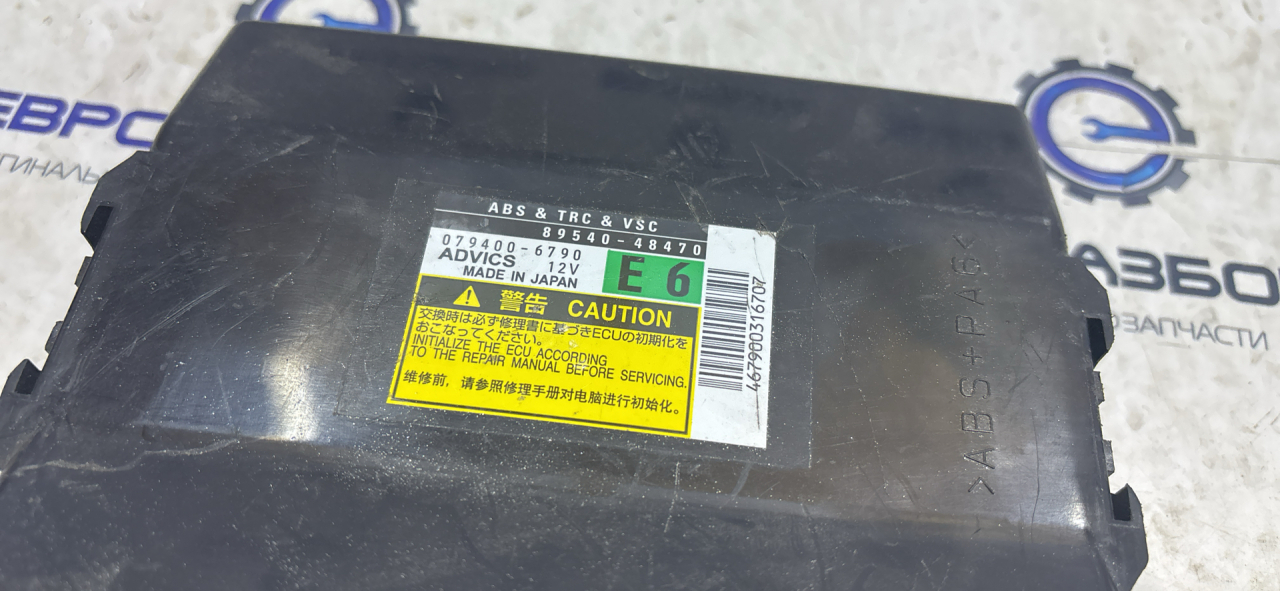 ЕВРО
ГИНАЛЬ
АЗБО
ОЗАПЧАСТИ
ABS & TRC & VSC
89540-48470
079400-6790
ADVICS 12V
MADE IN JAPAN
E6
警告 CAUTION
交換時は必ず修理書に基づきECUの初期化を
おこなってください。
INITIALIZE THE ECU ACCORDING
TO THE REPAIR MANUAL BEFORE SERVICING.
维修前，请参照修理手册对电脑进行初始化。
467900316707
>ABS+PA6<